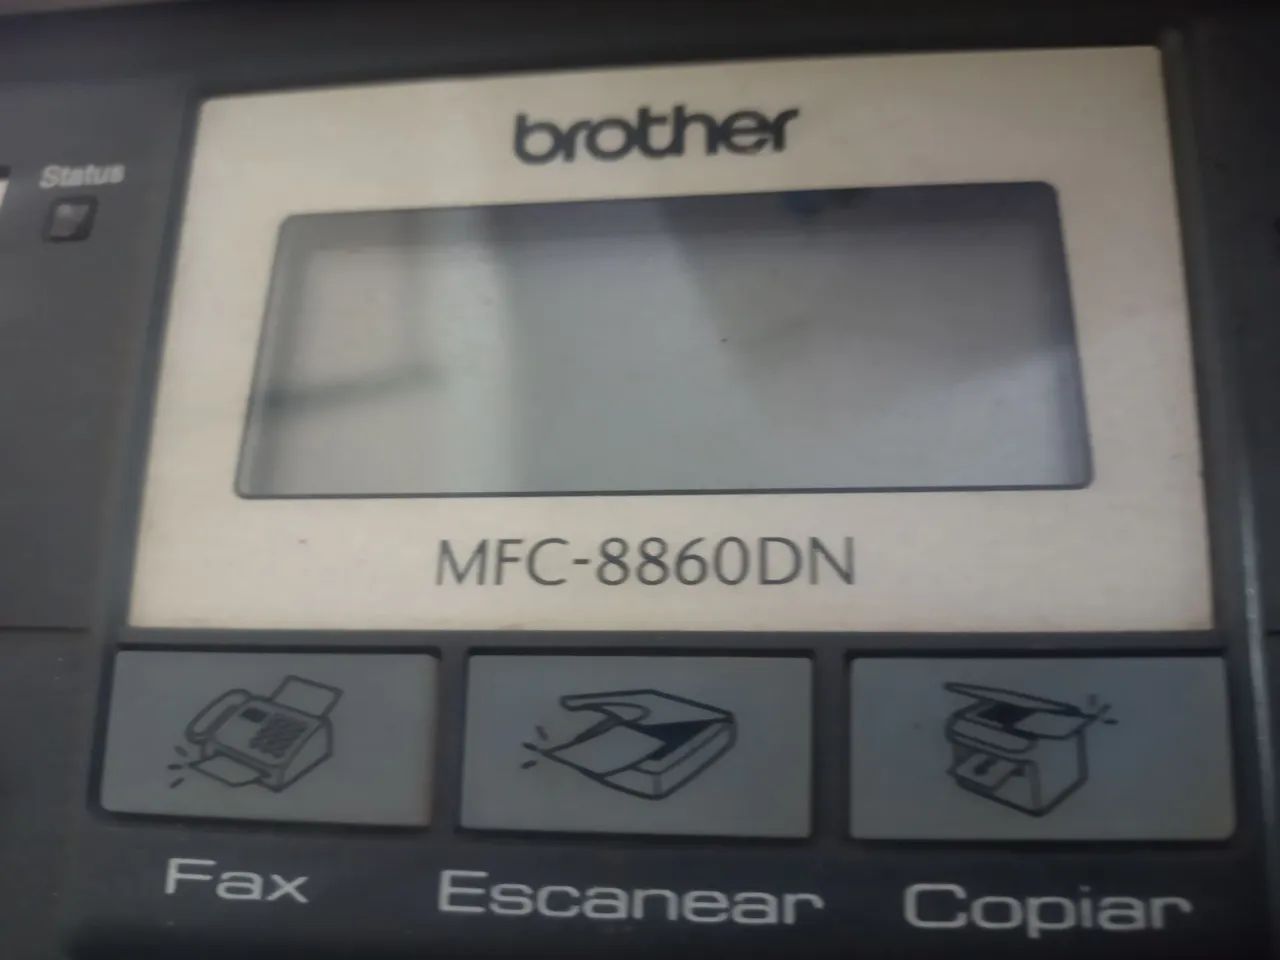 brother
Status
MFC-8860DN
Fax Escanear Copiar